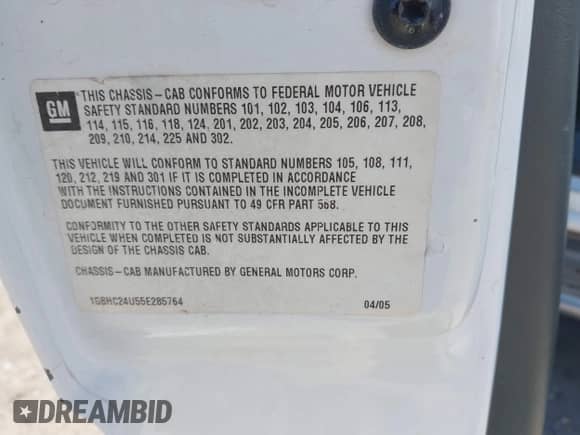 GM
THIS CHASSIS-CAB CONFORMS TO FEDERAL MOTOR VEHICLE
SAFETY STANDARD NUMBERS 101, 102, 103, 104, 106, 113,
114, 115, 116, 118, 124, 201, 202, 203, 204, 205, 206, 207, 208,
209, 210, 214, 225 AND 302.
THIS VEHICLE WILL CONFORM TO STANDARD NUMBERS 105, 108, 111,
120, 212, 219 AND 301 IF IT IS COMPLETED IN ACCORDANCE
WITH THE INSTRUCTIONS CONTAINED IN THE INCOMPLETE VEHICLE
DOCUMENT FURNISHED PURSUANT TO 49 CFR PART 568.
CONFORMITY TO THE OTHER SAFETY STANDARDS APPLICABLE TO THIS
VEHICLE WHEN COMPLETED IS NOT SUBSTANTIALLY AFFECTED BY THE
DESIGN OF THE CHASSIS CAB.
CHASSIS-CAB MANUFACTURED BY GENERAL MOTORS CORP.
1GBHC24U55E285764 04/05
DREAMBID